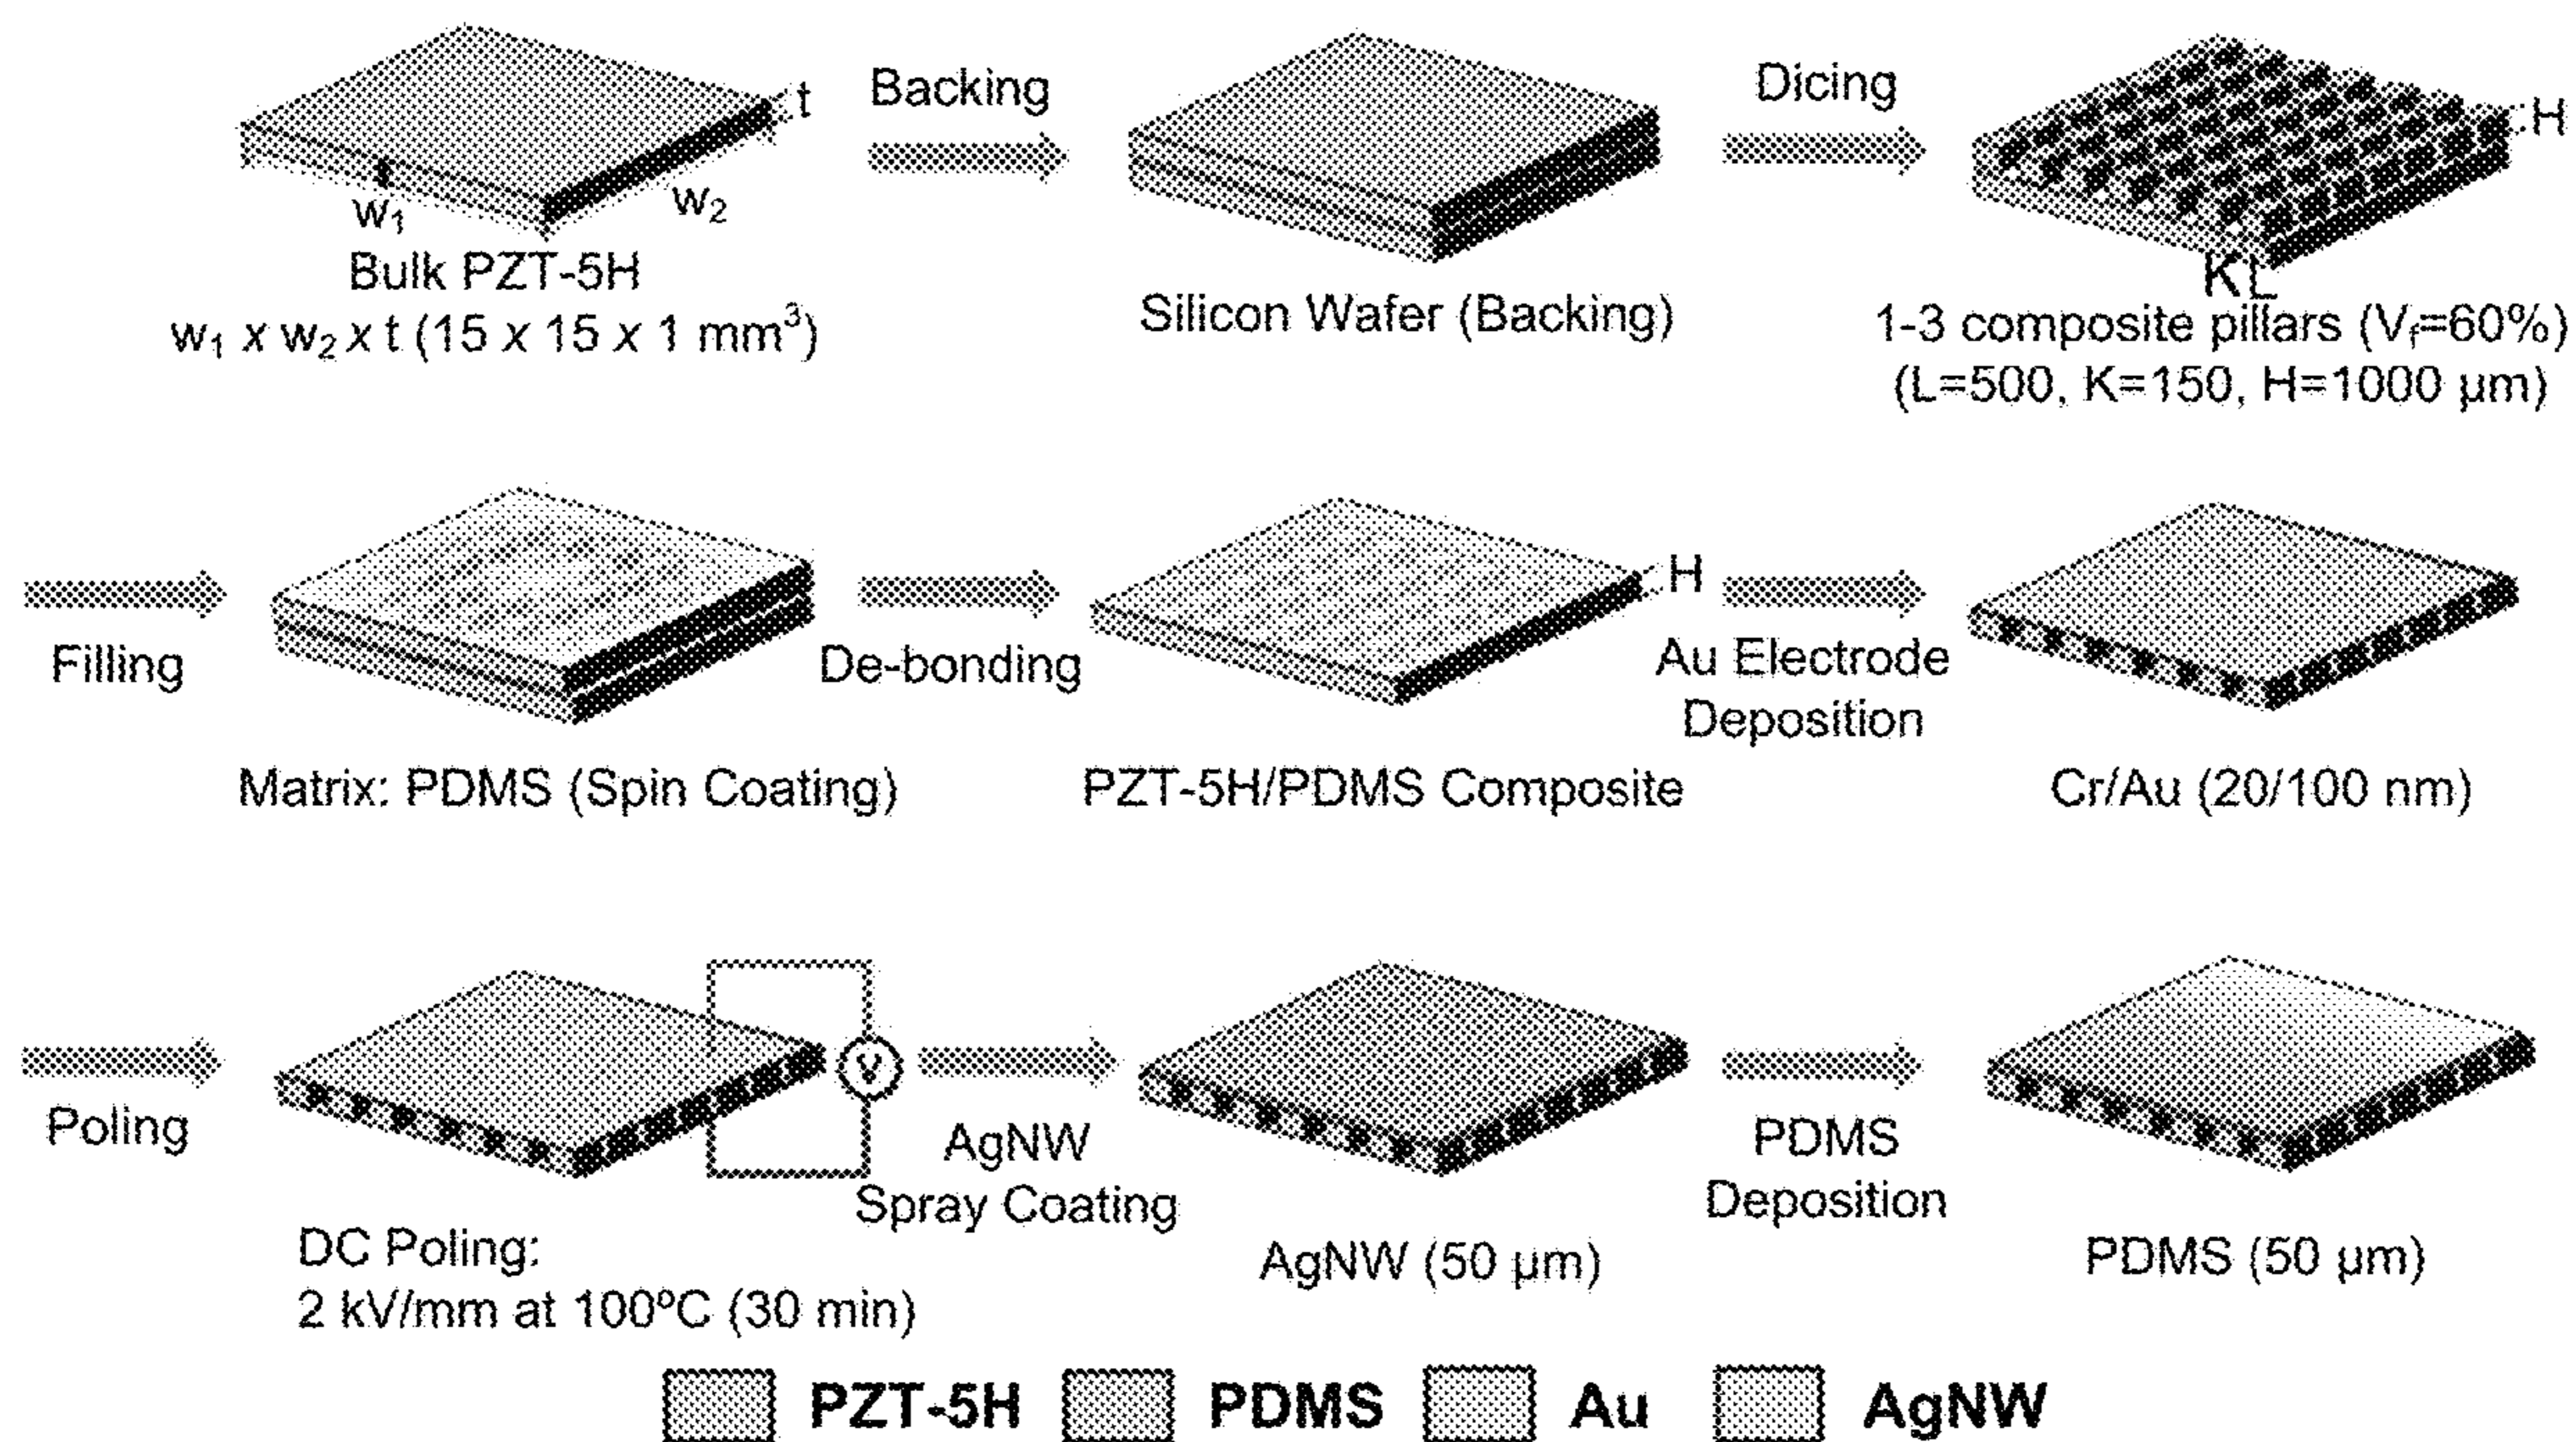 Backing
Dicing
t
H
w₁
w₂
K L
Bulk PZT-5H
w₁ x w₂ x t (15 x 15 x 1 mm³)
Silicon Wafer (Backing)
1-3 composite pillars (Vf=60%)
(L=500, K=150, H=1000 µm)
Filling
De-bonding
H
Au Electrode
Deposition
Matrix: PDMS (Spin Coating)
PZT-5H/PDMS Composite
Cr/Au (20/100 nm)
Poling
V
AgNW
Spray Coating
PDMS
Deposition
DC Poling:
2 kV/mm at 100ºC (30 min)
AgNW (50 µm)
PDMS (50 µm)
PZT-5H
PDMS
Au
AgNW